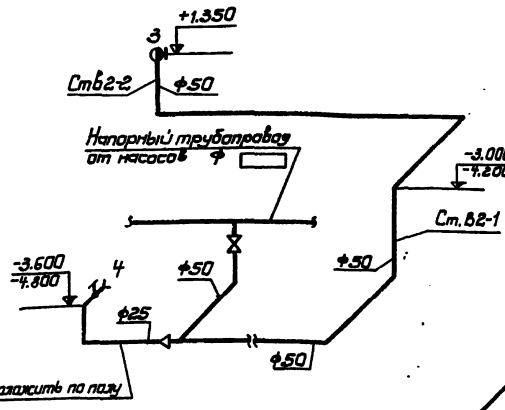 +1.350
3
Ст В2-2
ф50
Напорный трубопровод
от насосов ф
-3.000
-4.200
Ст. В2-1
-3.600
-4.800
4
ф50
ф50
ф25
ф50
по полу